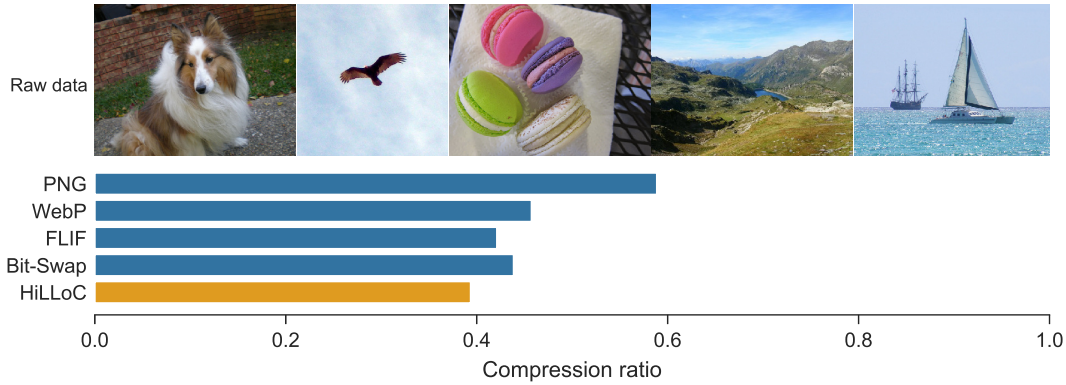 Raw data
PNG
WebP
FLIF
Bit-Swap
HiLLoC
0.0 0.2 0.4 0.6 0.8 1.0
Compression ratio